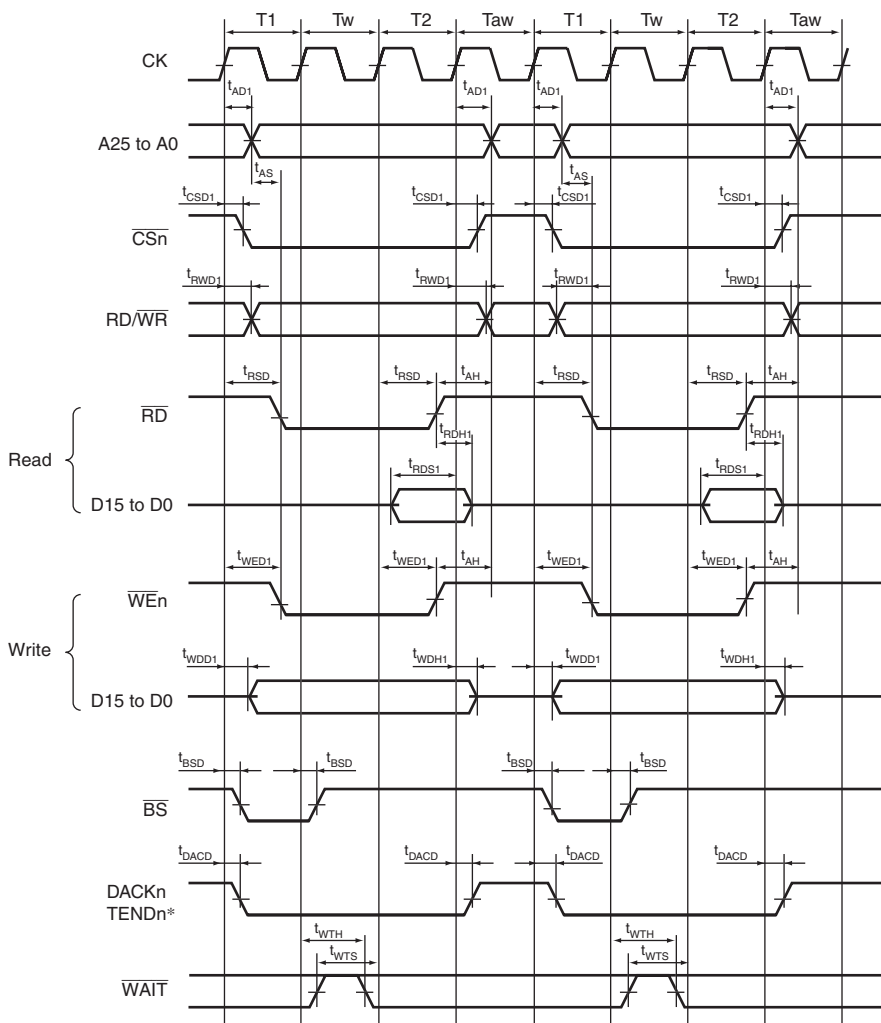 T1 Tw T2 Taw T1 Tw T2 Taw
CK
tAD1 tAD1 tAD1 tAD1
A25 to A0
tAS tAS
tCSD1 tCSD1 tCSD1 tCSD1
CSn
tRWD1 tRWD1 tRWD1 tRWD1
RD/WR
tRSD tRSD tAH tRSD tRSD tAH
RD
tRDH1 tRDH1
Read
tRDS1 tRDS1
D15 to D0
tWED1 tWED1 tAH tWED1 tWED1 tAH
WEn
Write
tWDD1 tWDH1 tWDD1 tWDH1
D15 to D0
tBSD tBSD tBSD tBSD
BS
tDACD tDACD tDACD tDACD
DACKn
TENDn*
tWTH tWTH
tWTS tWTS
WAIT